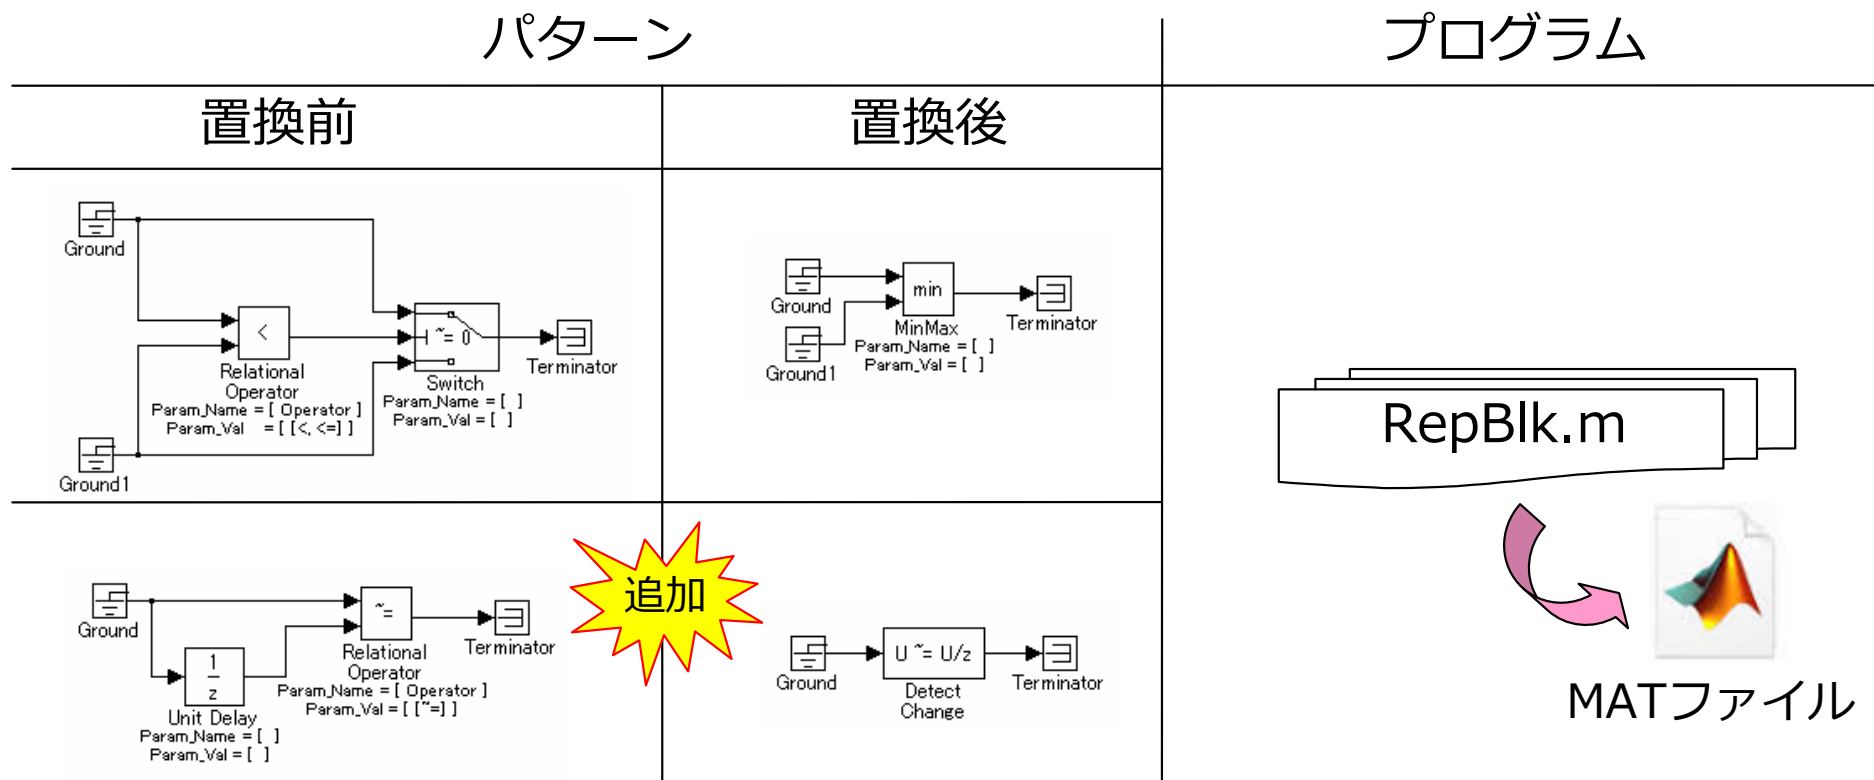 パターン
プログラム
置換前
置換後
Ground
<
Relational
Operator
Param_Name = [ Operator ]
Param_Val = [ [<, <=] ]
~= 0
Switch
Param_Name = [ ]
Param_Val = [ ]
Terminator
Ground1
Ground
min
MinMax
Param_Name = [ ]
Param_Val = [ ]
Terminator
Ground1
RepBlk.m
MATファイル
追加
Ground
~=
Relational
Operator
Param_Name = [ Operator ]
Param_Val = [ [~=] ]
Terminator
1
z
Unit Delay
Param_Name = [ ]
Param_Val = [ ]
Ground
U ~= U/z
Detect
Change
Terminator